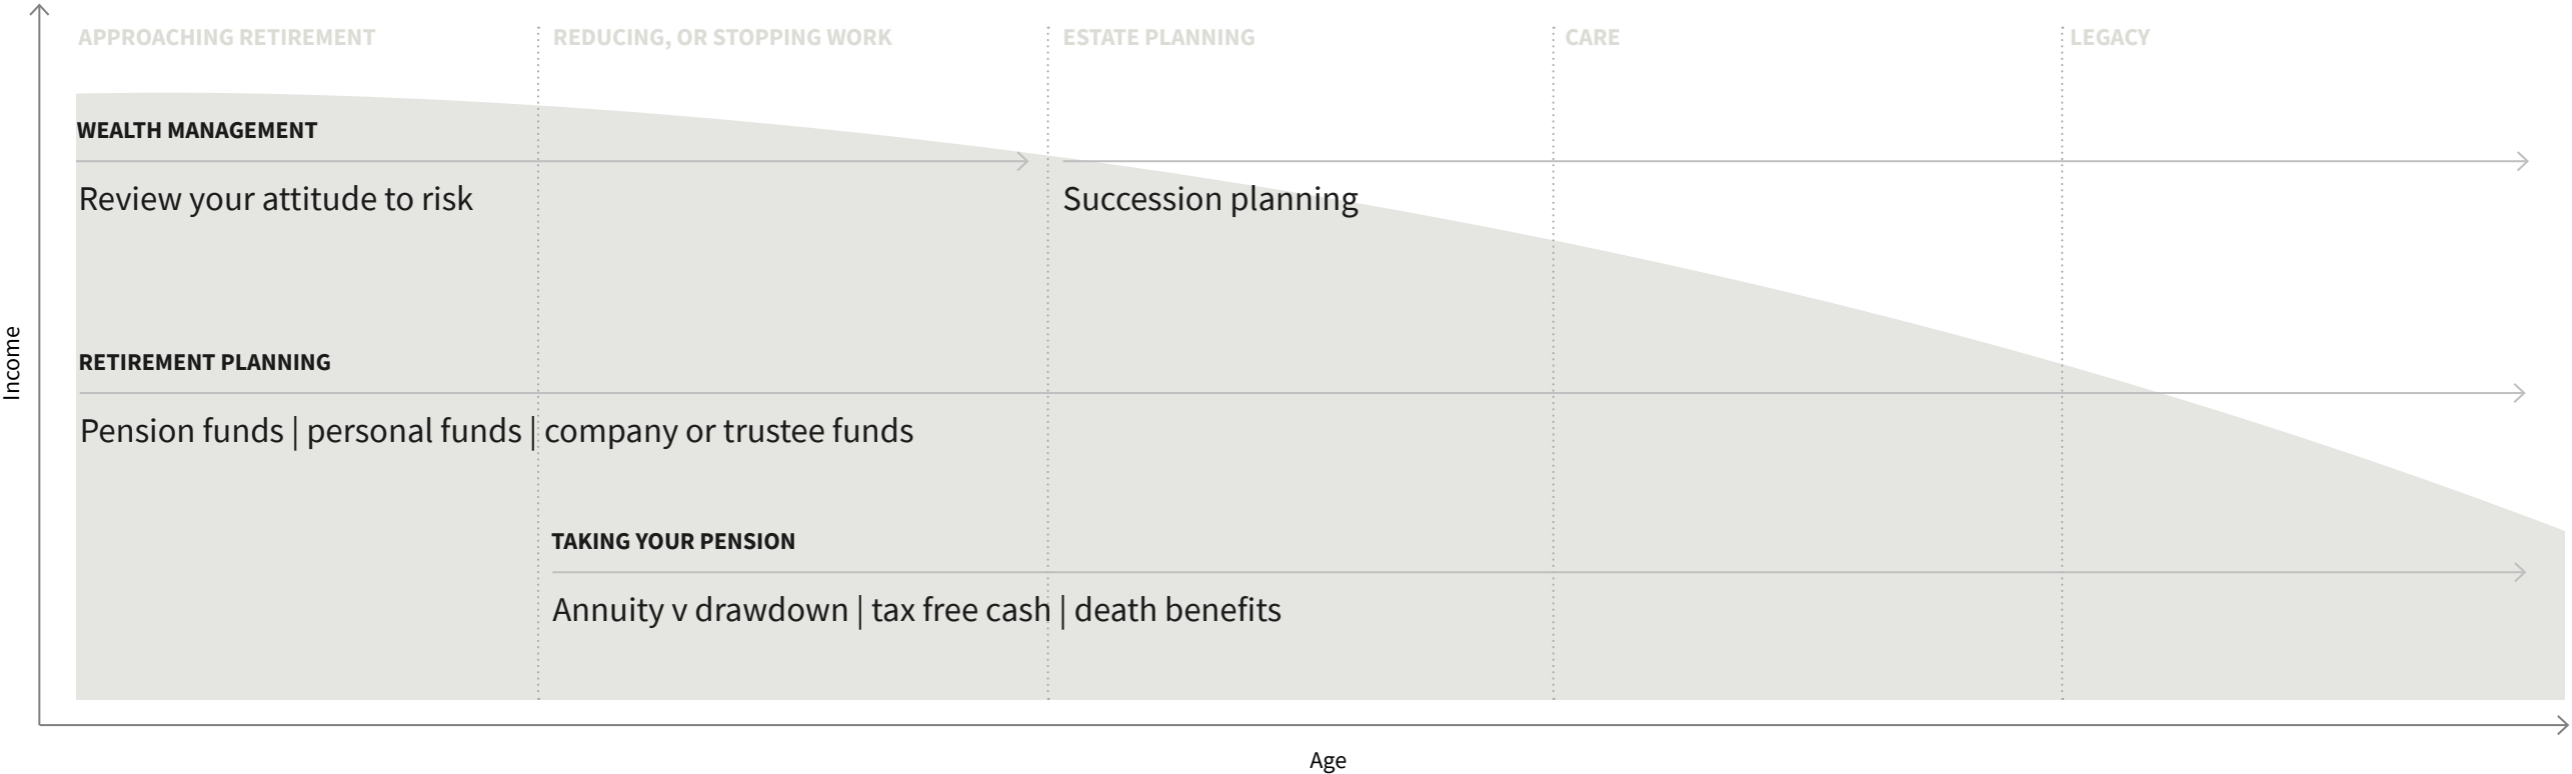 APPROACHING RETIREMENT
REDUCING, OR STOPPING WORK
ESTATE PLANNING
CARE
LEGACY
WEALTH MANAGEMENT
Review your attitude to risk
Succession planning
Income
RETIREMENT PLANNING
Pension funds | personal funds | company or trustee funds
TAKING YOUR PENSION
Annuity v drawdown | tax free cash | death benefits
Age